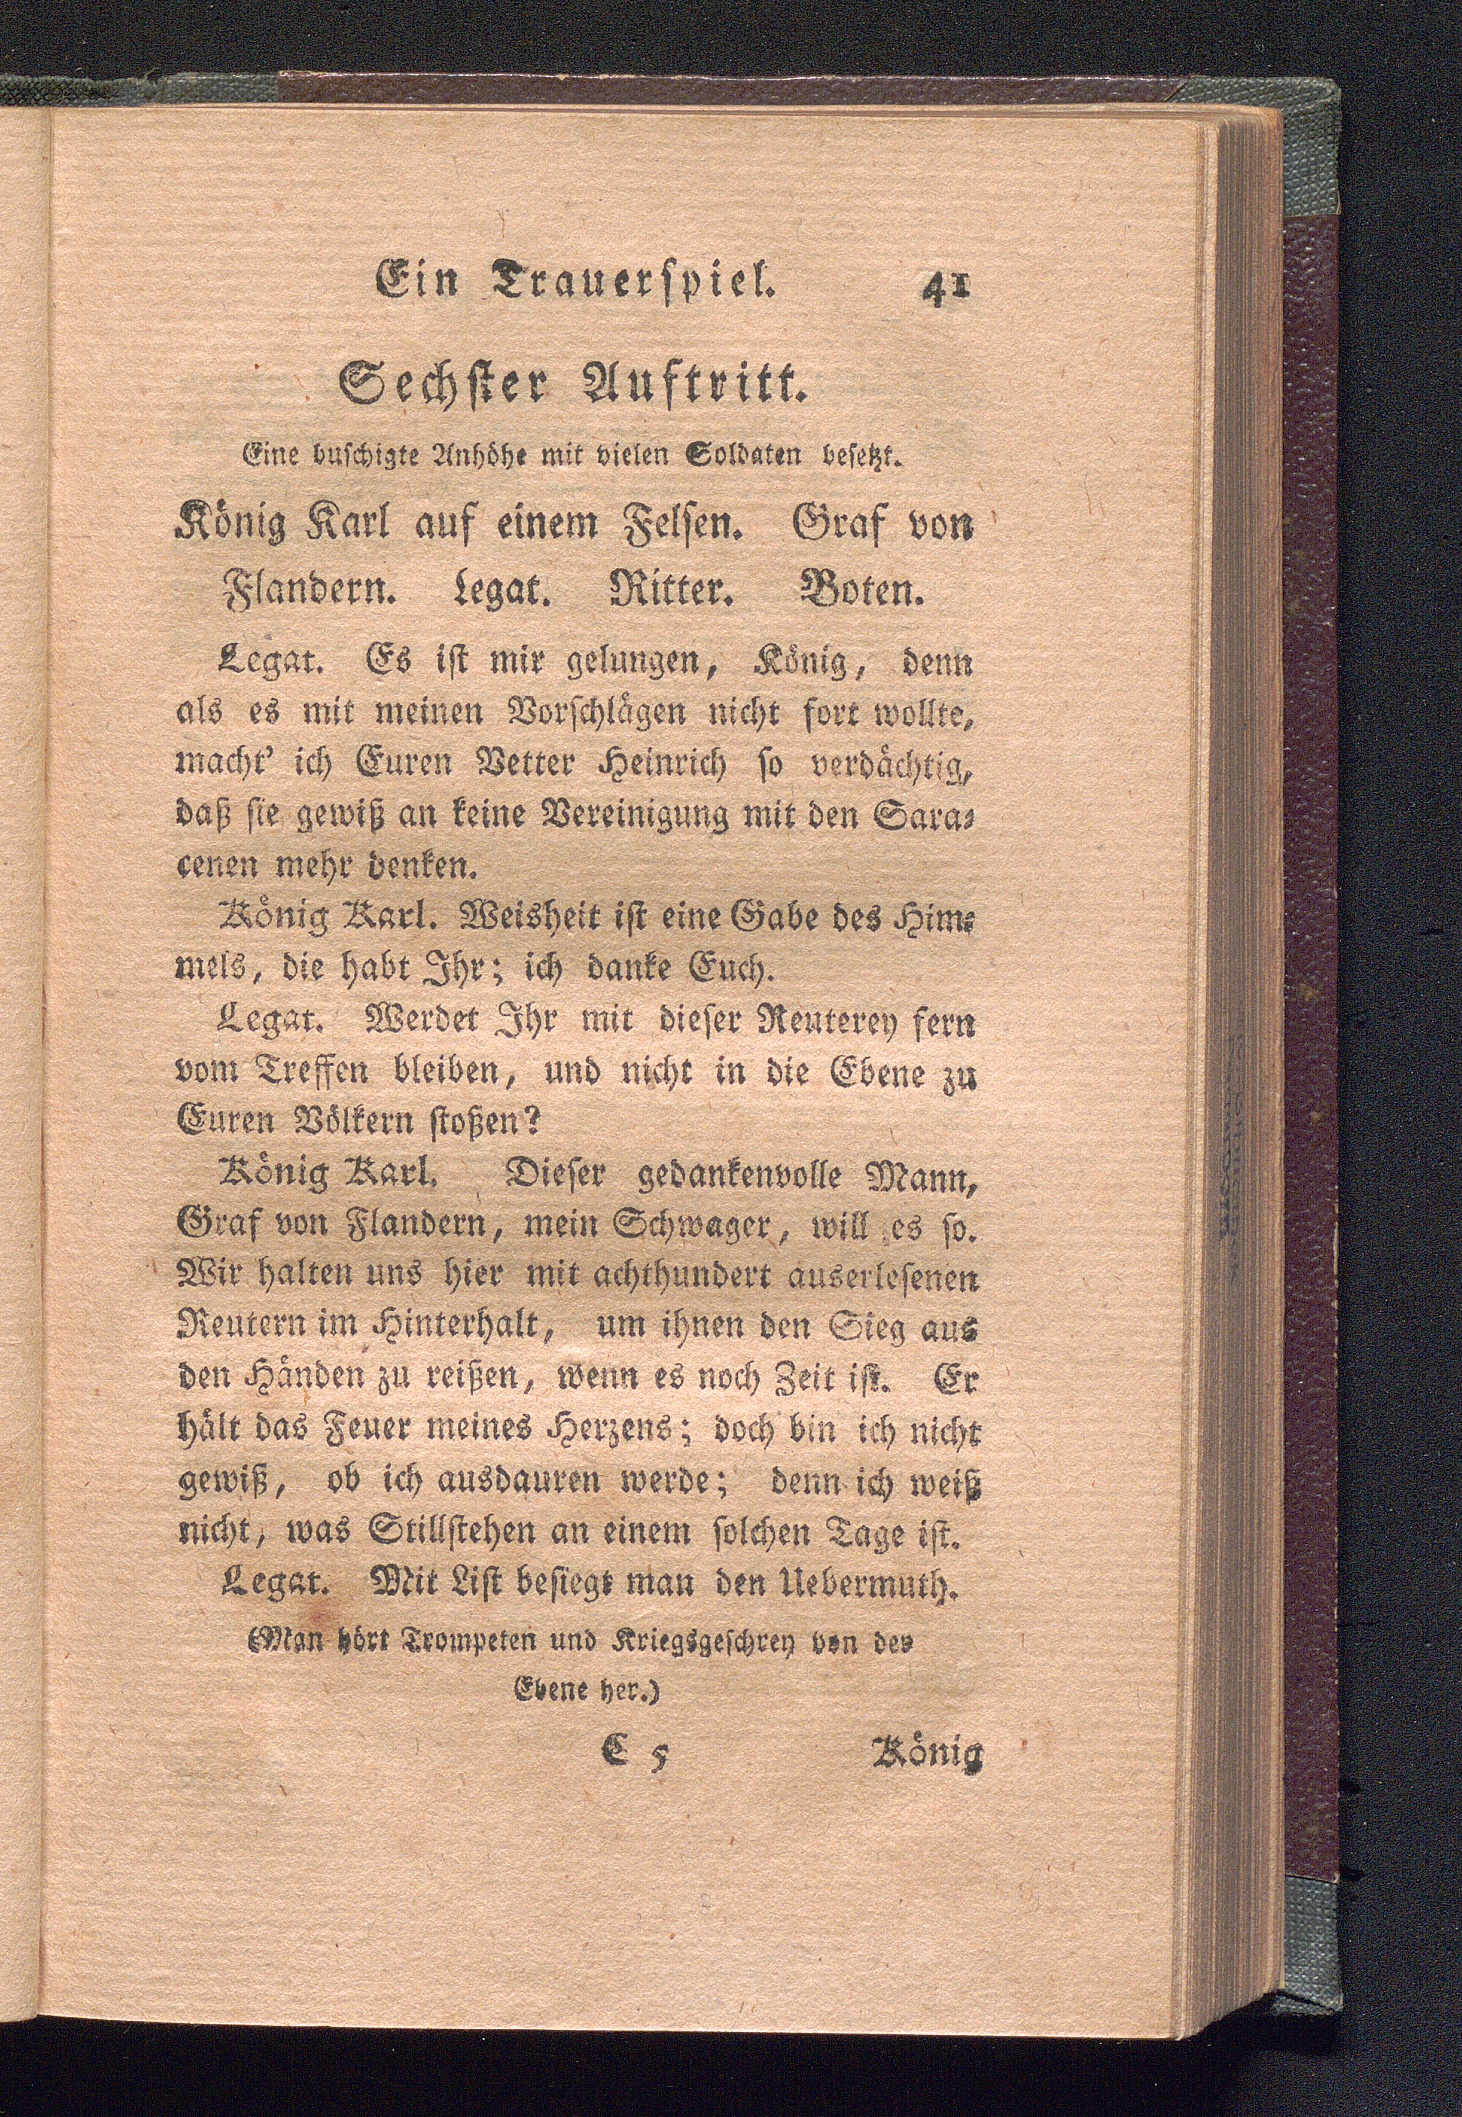 Ein Trauerſpiel. 41
Sechſter Auftritt.
Eine buſchigte Anhöhe mit vielen Soldaten beſetzt.
König Karl auf einem Felſen. Graf von
Flandern. Legat. Ritter. Boten.
Legat. Es iſt mir gelungen, König, denn
als es mit meinen Vorſchlägen nicht fort wollte,
macht' ich Euren Vetter Heinrich ſo verdächtig,
daß ſie gewiß an keine Vereinigung mit den Sara⸗
cenen mehr denken.
König Karl. Weisheit iſt eine Gabe des Him⸗
mels, die habt Ihr; ich danke Euch.
Legat. Werdet Ihr mit dieſer Reuterey fern
vom Treffen bleiben, und nicht in die Ebene zu
Euren Völkern ſtoßen?
König Karl. Dieſer gedankenvolle Mann,
Graf von Flandern, mein Schwager, will es ſo.
Wir halten uns hier mit achthundert auserleſenen
Reutern im Hinterhalt, um ihnen den Sieg aus
den Händen zu reißen, wenn es noch Zeit iſt. Er
hält das Feuer meines Herzens; doch bin ich nicht
gewiß, ob ich ausdauren werde; denn ich weiß
nicht, was Stillſtehen an einem ſolchen Tage iſt.
Legat. Mit Liſt beſiegt man den Uebermuth.
(Man hört Trompeten und Kriegsgeſchrey von der
Ebene her.)
C 5 König